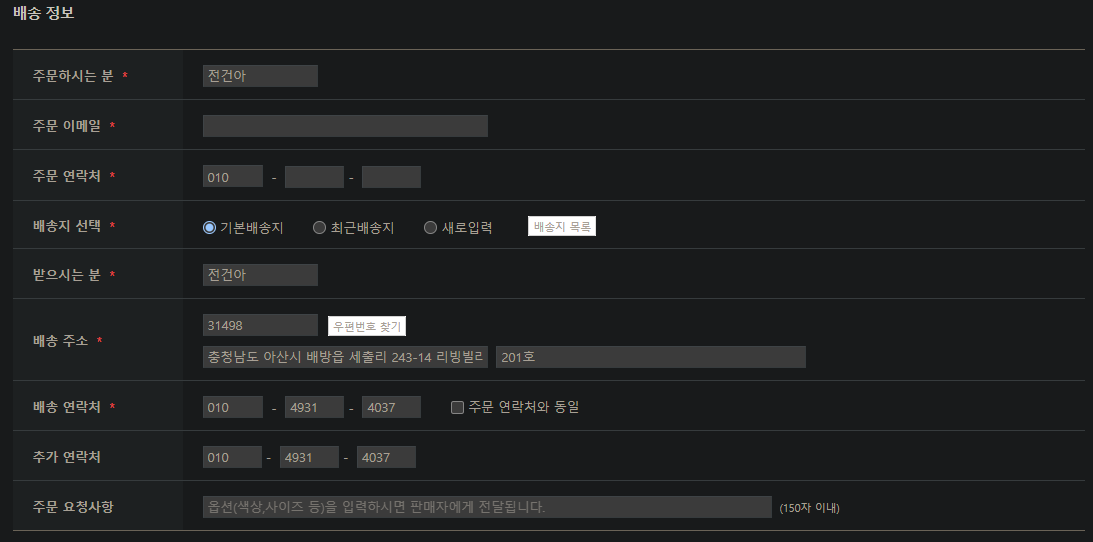 배송 정보
주문하시는 분 *
전건아
주문 이메일 *
주문 연락처 *
010 - -
배송지 선택 *
기본배송지 최근배송지 새로입력 배송지 목록
받으시는 분 *
전건아
배송 주소 *
31498 우편번호 찾기
충청남도 아산시 배방읍 세출리 243-14 리빙빌라 201호
배송 연락처 *
010 - 4931 - 4037 주문 연락처와 동일
추가 연락처
010 - 4931 - 4037
주문 요청사항
옵션(색상,사이즈 등)을 입력하시면 판매자에게 전달됩니다. (150자 이내)